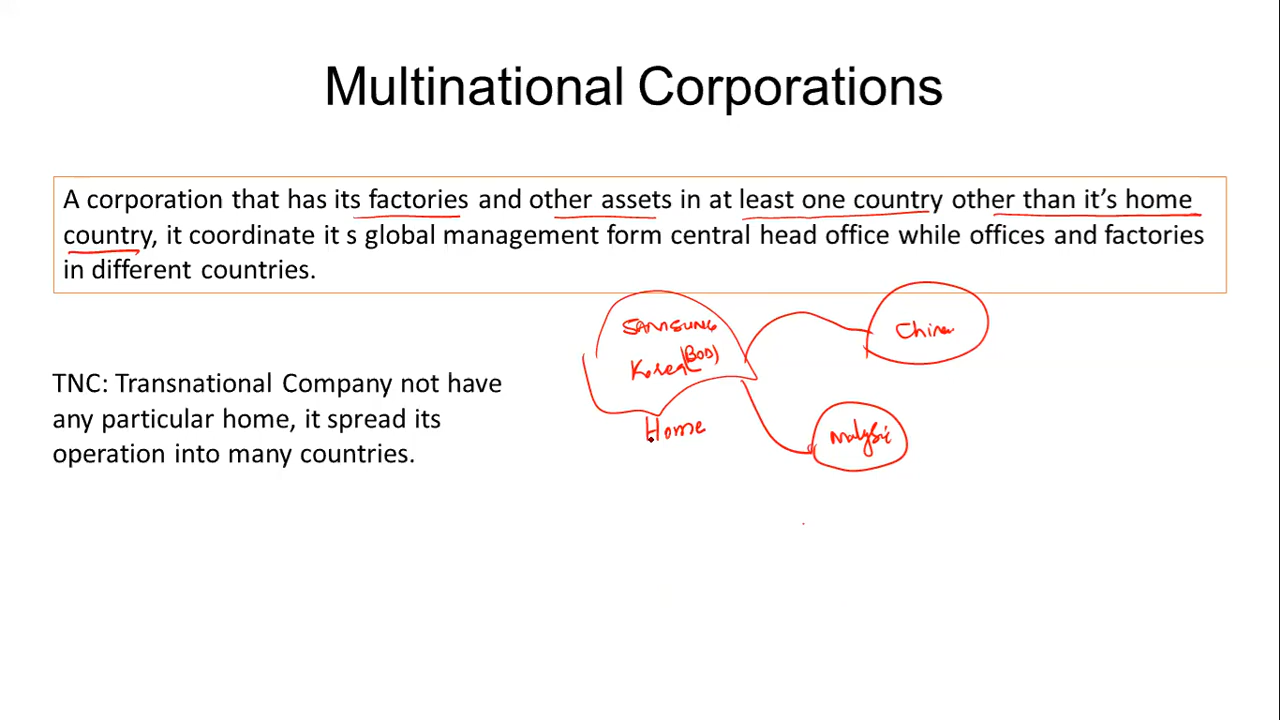 Multinational Corporations
A corporation that has its factories and other assets in at least one country other than it's home
country, it coordinate it s global management form central head office while offices and factories
in different countries.
SAMSUNG
Korea (BOD)
Home
China
Malysic
TNC: Transnational Company not have
any particular home, it spread its
operation into many countries.